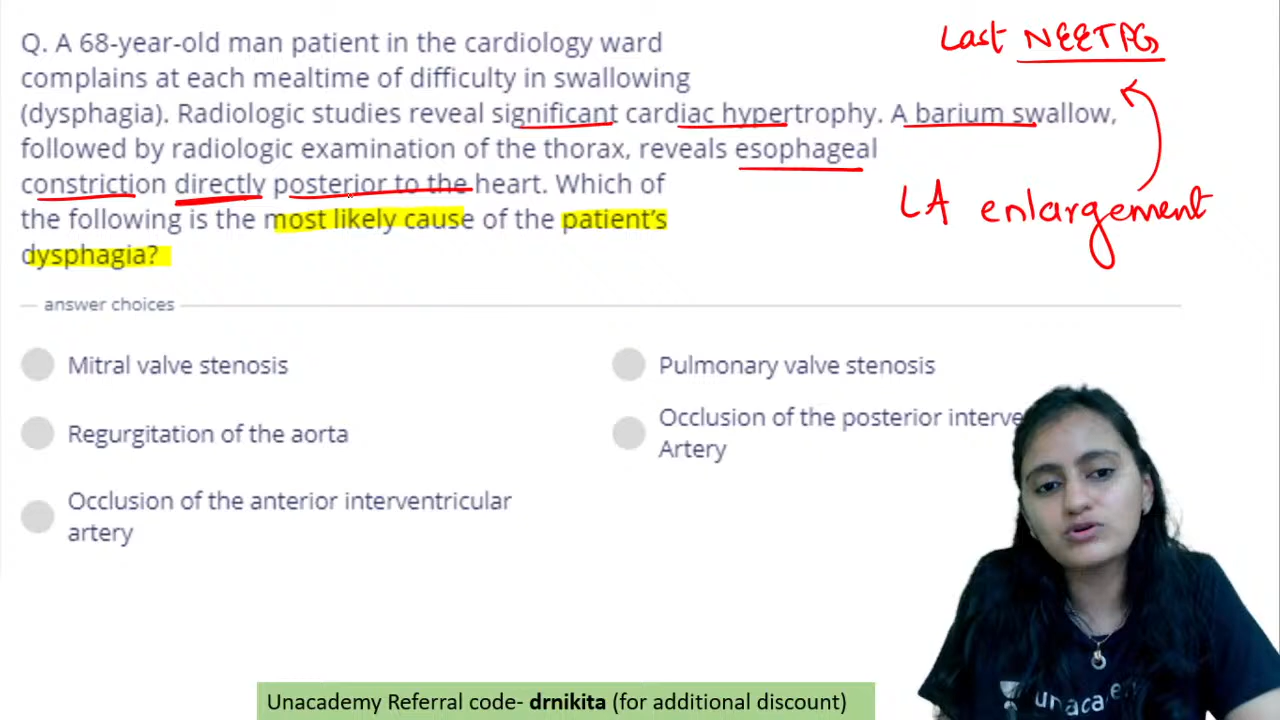 Q. A 68-year-old man patient in the cardiology ward
complains at each mealtime of difficulty in swallowing
(dysphagia). Radiologic studies reveal significant cardiac hypertrophy. A barium swallow,
followed by radiologic examination of the thorax, reveals esophageal
constriction directly posterior to the heart. Which of
the following is the most likely cause of the patient's
dysphagia?
Last NEETPG
LA enlargement
answer choices
Mitral valve stenosis
Pulmonary valve stenosis
Regurgitation of the aorta
Occlusion of the posterior interve
Artery
Occlusion of the anterior interventricular
artery
unacade
Unacademy Referral code- drnikita (for additional discount)